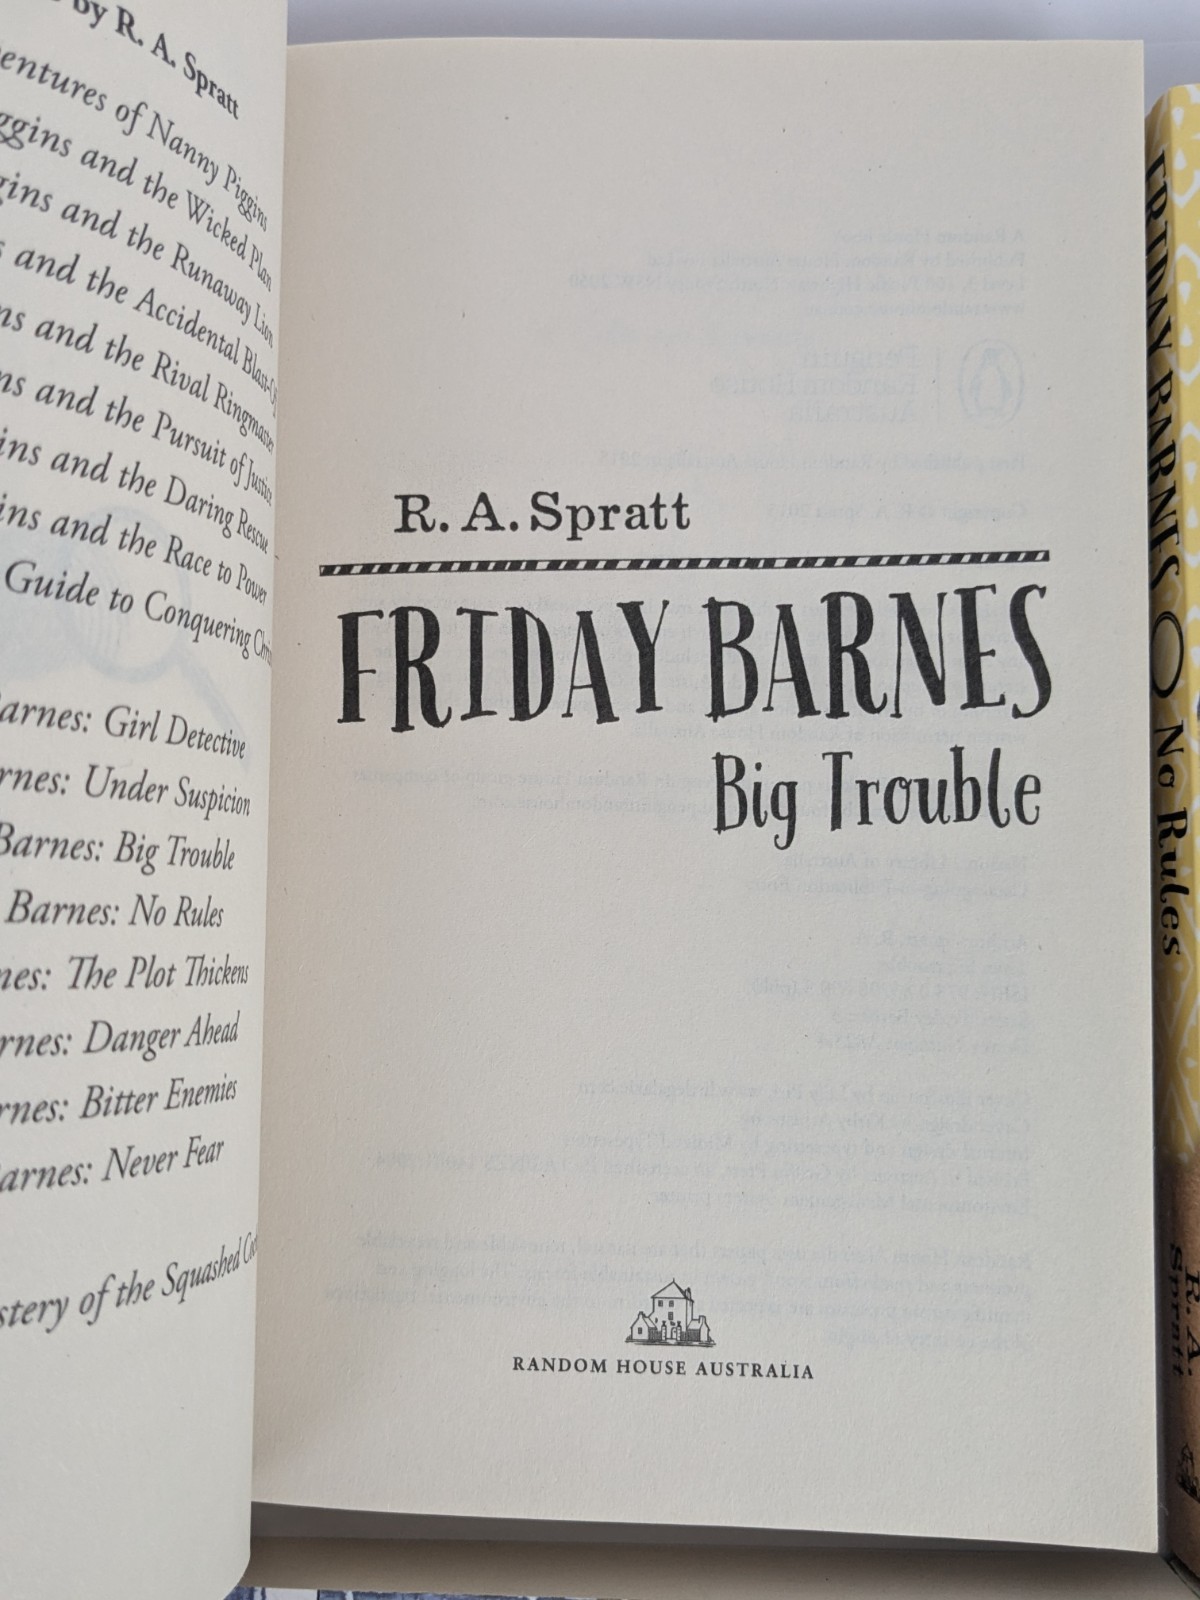 by R. A. Spratt
entures of Nanny Piggins
ggins and the Wicked Plan
gins and the Runaway Lion
s and the Accidental Blast-Off
ns and the Rival Ringmaster
ns and the Pursuit of Justice
ins and the Daring Rescue
ins and the Race to Power
Guide to Conquering
arnes: Girl Detective
rnes: Under Suspicion
Barnes: Big Trouble
Barnes: No Rules
nes: The Plot Thickens
rnes: Danger Ahead
rnes: Bitter Enemies
arnes: Never Fear
stery of the Squashed
R. A. Spratt
FRIDAY BARNES
Big Trouble
RANDOM HOUSE AUSTRALIA
FRIDAY BARNES No Rules
R. A. Spratt